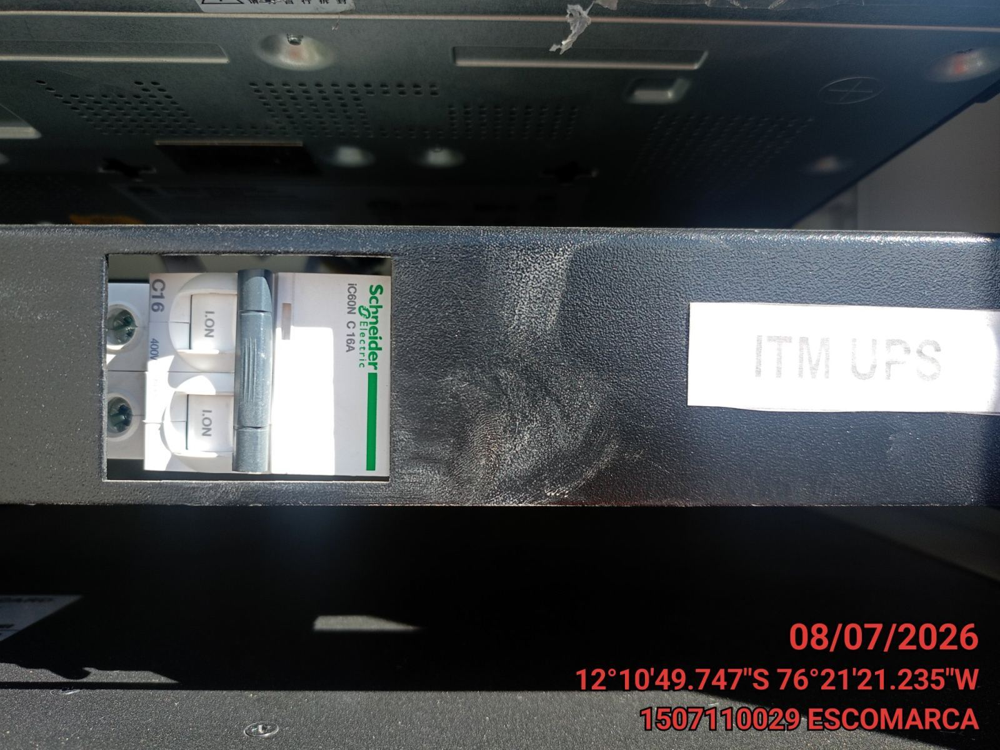 C16
400V
I.ON
I.ON
Schneider
Electric
iC60N C16A
ITM UPS
08/07/2026
12°10'49.747"S 76°21'21.235"W
1507110029 ESCOMARCA